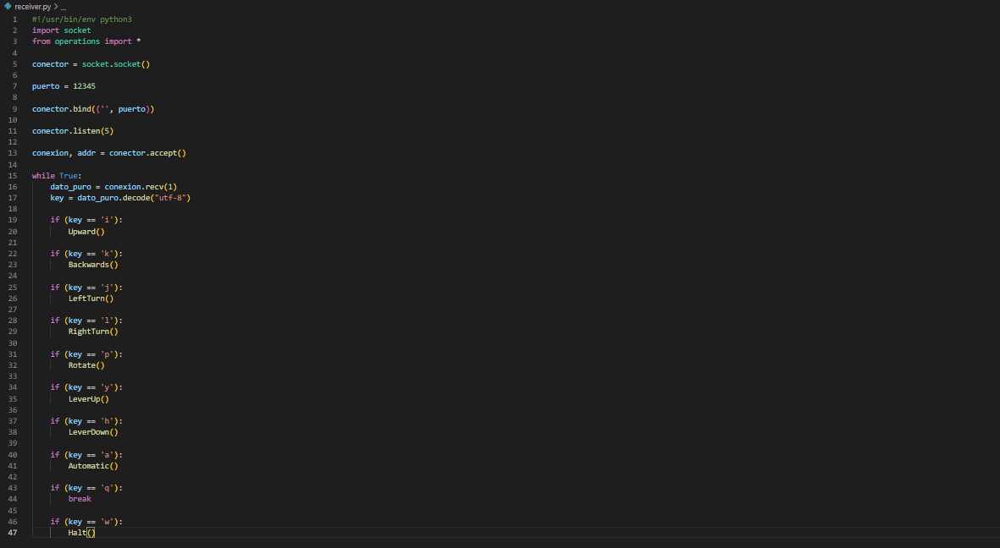 receiver.py > ...
1 #!/usr/bin/env python3
2 import socket
3 from operations import *
4
5 conector = socket.socket()
6
7 puerto = 12345
8
9 conector.bind(('', puerto))
10
11 conector.listen(5)
12
13 conexion, addr = conector.accept()
14
15 while True:
16     dato_puro = conexion.recv(1)
17     key = dato_puro.decode("utf-8")
18
19     if (key == 'i'):
20         Upward()
21
22     if (key == 'k'):
23         Backwards()
24
25     if (key == 'j'):
26         LeftTurn()
27
28     if (key == 'l'):
29         RightTurn()
30
31     if (key == 'p'):
32         Rotate()
33
34     if (key == 'y'):
35         LeverUp()
36
37     if (key == 'h'):
38         LeverDown()
39
40     if (key == 'a'):
41         Automatic()
42
43     if (key == 'q'):
44         break
45
46     if (key == 'w'):
47         Halt()